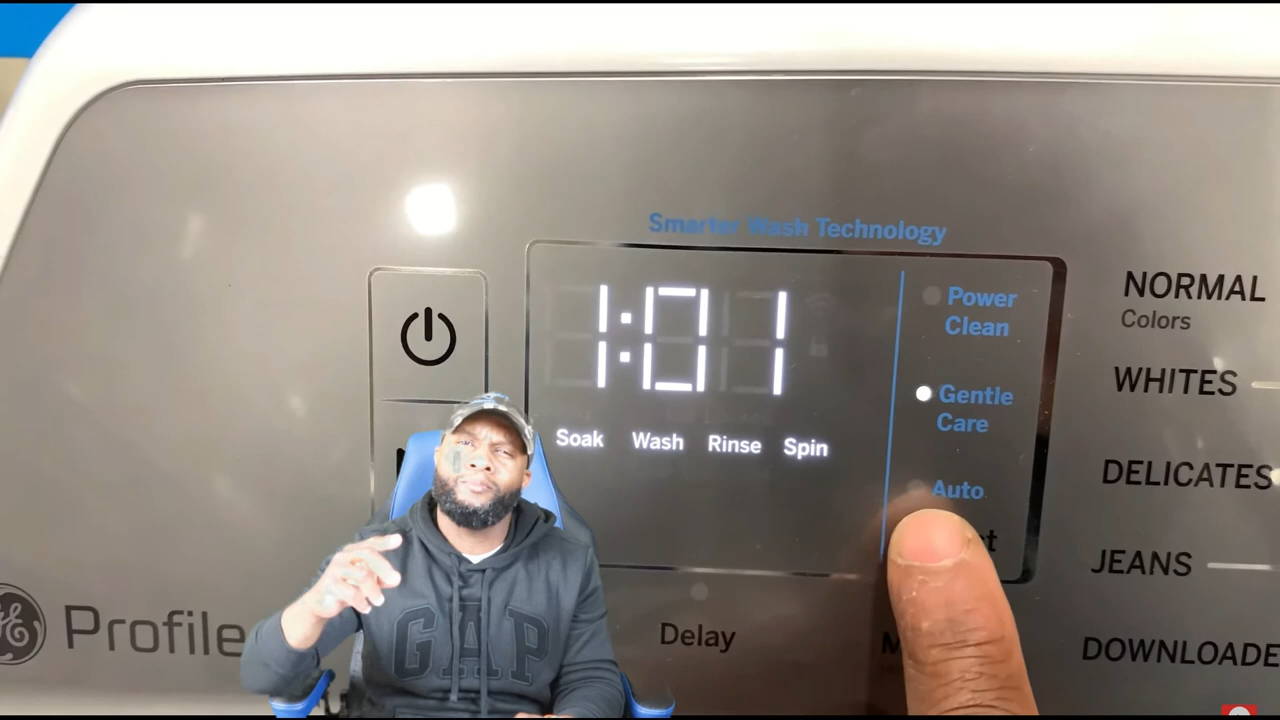 Smarter Wash Technology
1:01
Power
Clean
Gentle
Care
Auto
Soak Wash Rinse Spin
NORMAL
Colors
WHITES
DELICATES
JEANS
GE Profile
Delay
DOWNLOADE
GAP